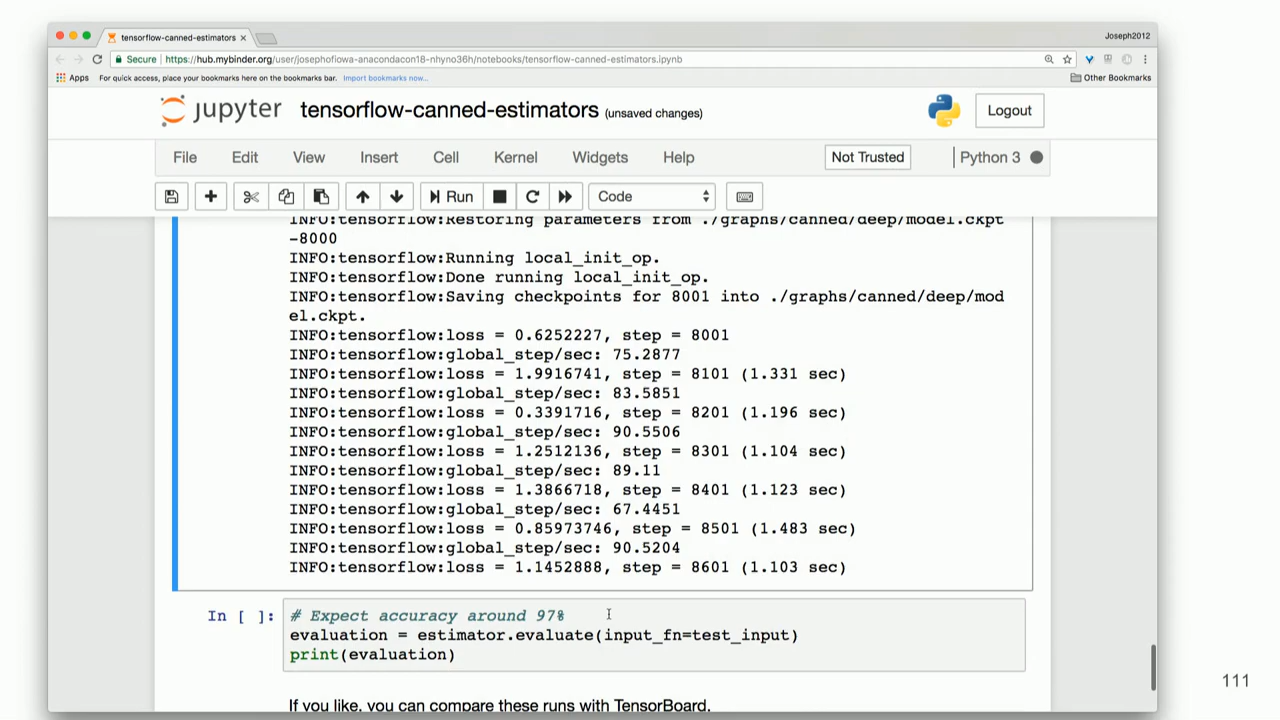 tensorflow-canned-estimators
Joseph2012
Secure
https://hub.mybinder.org/user/josephofiowa-anacondacon18-nhyno36h/notebooks/tensorflow-canned-estimators.ipynb
Apps
For quick access, place your bookmarks here on the bookmarks bar. Import bookmarks now...
Other Bookmarks
jupyter tensorflow-canned-estimators (unsaved changes)
Logout
File Edit View Insert Cell Kernel Widgets Help
Not Trusted
Python 3
Run
Code
INFO:tensorflow:Restoring parameters from ./graphs/canned/deep/model.ckpt
-8000
INFO:tensorflow:Running local_init_op.
INFO:tensorflow:Done running local_init_op.
INFO:tensorflow:Saving checkpoints for 8001 into ./graphs/canned/deep/mod
el.ckpt.
INFO:tensorflow:loss = 0.6252227, step = 8001
INFO:tensorflow:global_step/sec: 75.2877
INFO:tensorflow:loss = 1.9916741, step = 8101 (1.331 sec)
INFO:tensorflow:global_step/sec: 83.5851
INFO:tensorflow:loss = 0.3391716, step = 8201 (1.196 sec)
INFO:tensorflow:global_step/sec: 90.5506
INFO:tensorflow:loss = 1.2512136, step = 8301 (1.104 sec)
INFO:tensorflow:global_step/sec: 89.11
INFO:tensorflow:loss = 1.3866718, step = 8401 (1.123 sec)
INFO:tensorflow:global_step/sec: 67.4451
INFO:tensorflow:loss = 0.85973746, step = 8501 (1.483 sec)
INFO:tensorflow:global_step/sec: 90.5204
INFO:tensorflow:loss = 1.1452888, step = 8601 (1.103 sec)
In [ ]: # Expect accuracy around 97%
evaluation = estimator.evaluate(input_fn=test_input)
print(evaluation)
If you like, you can compare these runs with TensorBoard.
111